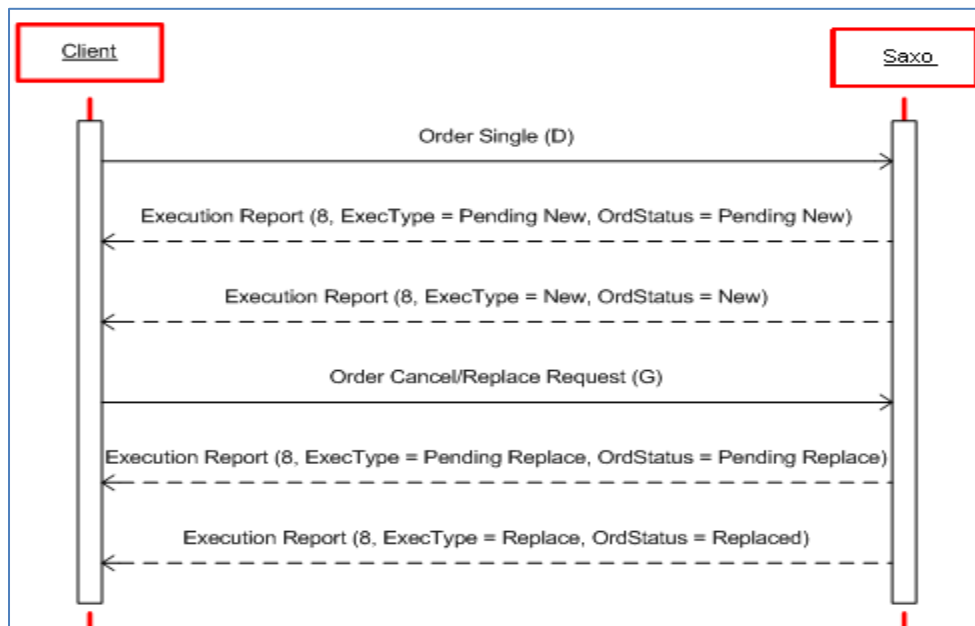 Client
Saxo
Order Single (D)
Execution Report (8, ExecType = Pending New, OrdStatus = Pending New)
Execution Report (8, ExecType = New, OrdStatus = New)
Order Cancel/Replace Request (G)
Execution Report (8, ExecType = Pending Replace, OrdStatus = Pending Replace)
Execution Report (8, ExecType = Replace, OrdStatus = Replaced)